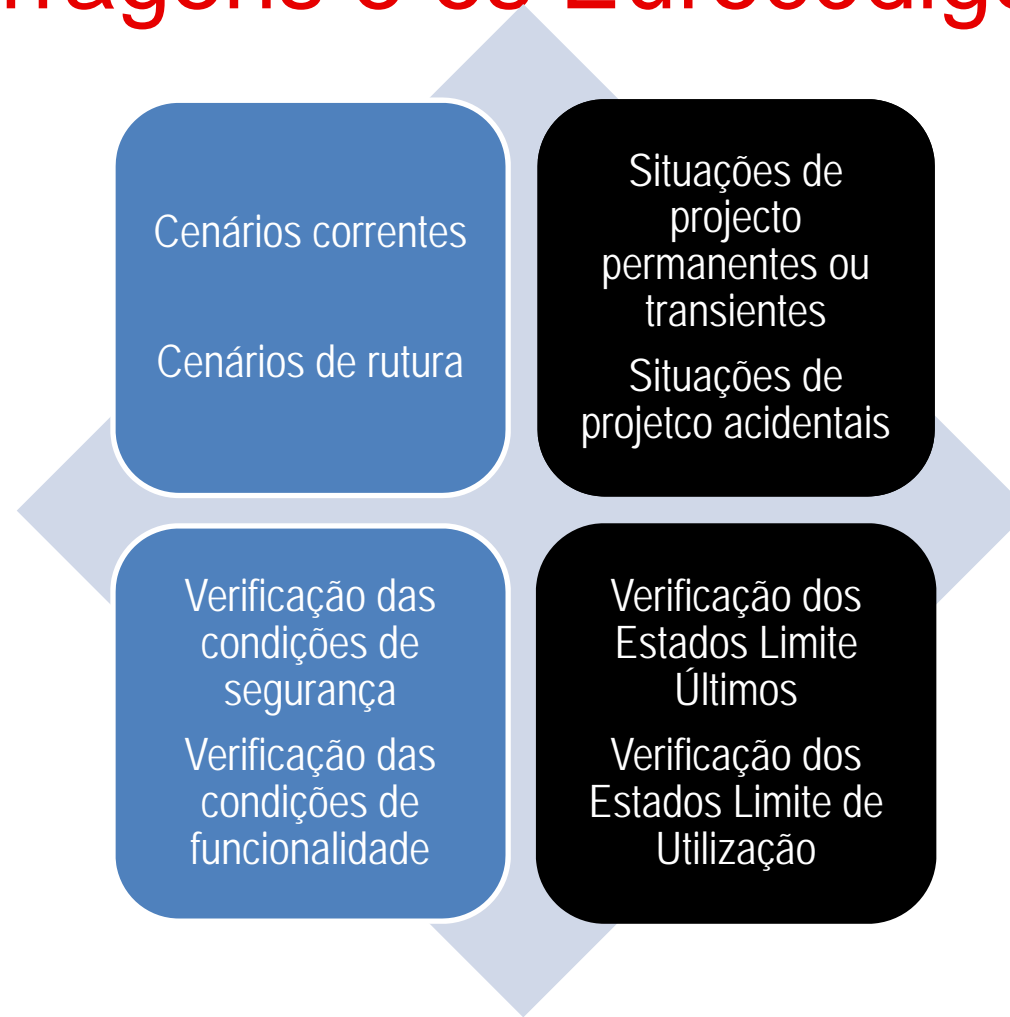 Cenários correntes
Cenários de rutura
Situações de
projecto
permanentes ou
transientes
Situações de
projetco acidentais
Verificação das
condições de
segurança
Verificação das
condições de
funcionalidade
Verificação dos
Estados Limite
Últimos
Verificação dos
Estados Limite de
Utilização